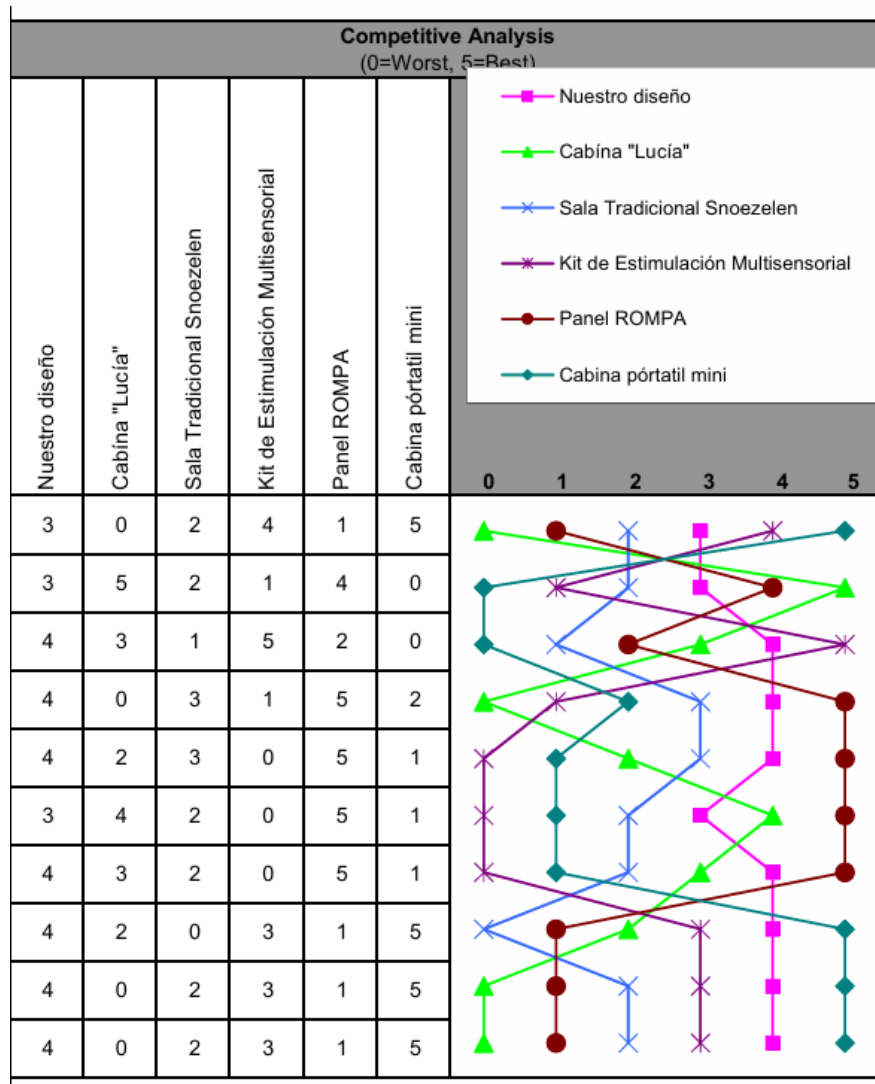 Competitive Analysis
(0=Worst, 5=Best)
Nuestro diseño
Cabína "Lucía"
Sala Tradicional Snoezelen
Kit de Estimulación Multisensorial
Panel ROMPA
Cabina pórtatil mini
Nuestro diseño
Cabína "Lucía"
Sala Tradicional Snoezelen
Kit de Estimulación Multisensorial
Panel ROMPA
Cabina pórtatil mini
0 1 2 3 4 5
3 0 2 4 1 5
3 5 2 1 4 0
4 3 1 5 2 0
4 0 3 1 5 2
4 2 3 0 5 1
3 4 2 0 5 1
4 3 2 0 5 1
4 2 0 3 1 5
4 0 2 3 1 5
4 0 2 3 1 5